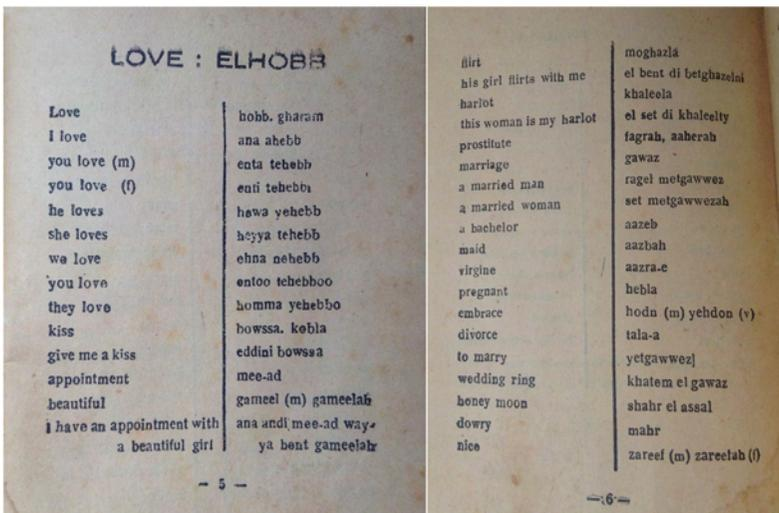 LOVE : ELHOBB
Love hobb. gharam
I love ana ahebb
you love (m) enta tehebb
you love (f) enti tehebbi
he loves hawa yehebb
she loves heyya tehebb
we love ehna nehebb
you love entoo tehebboo
they love homma yehebbo
kiss bowssa. kobla
give me a kiss eddini bowssa
appointment mee-ad
beautiful gameel (m) gameelah
i have an appointment with ana andi mee-ad way-
a beautiful girl ya bent gameelah
— 5 —
flirt moghazla
his girl flirts with me el bent di betghazelni
harlot khaleela
this woman is my harlot el set di khaleelty
prostitute fagrah, aaherah
marriage gawaz
a married man ragel metgawwez
a married woman set metgawwezah
a bachelor aazeb
maid aazbah
virgine aazra-e
pregnant hebla
embrace hodn (m) yehdon (v)
divorce tala-a
to marry yetgawwez]
wedding ring khatem el gawaz
honey moon shahr el assal
dowry mahr
nice zareef (m) zareefah (f)
— 6 —